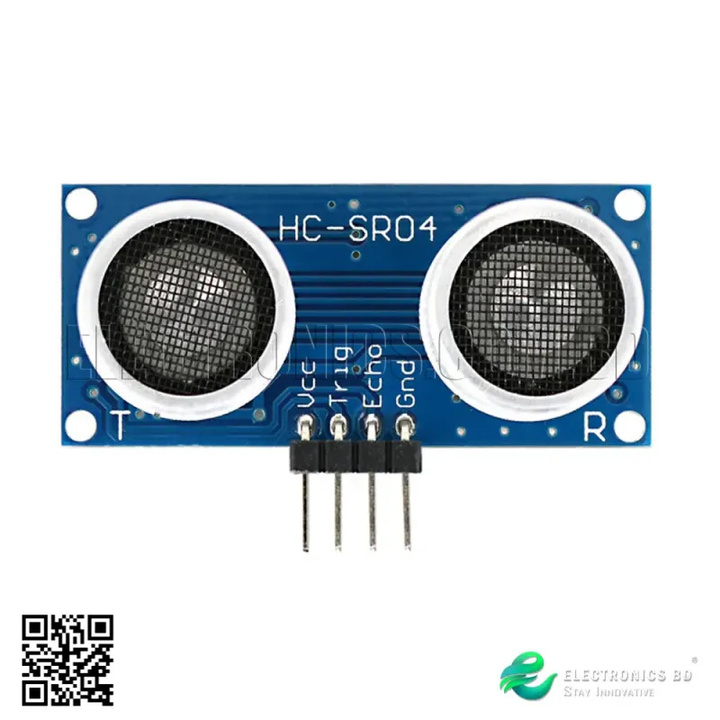 HC-SR04
Vcc
Trig
Echo
Gnd
T
R
ELECTRONICS BD
STAY INNOVATIVE